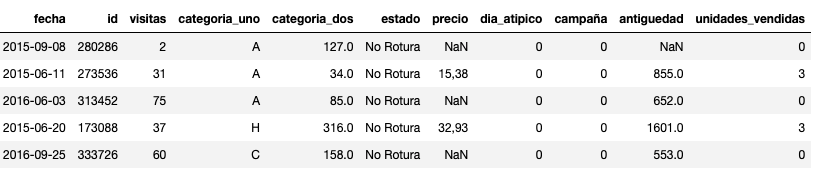 fecha id visitas categoria_uno categoria_dos estado precio dia_atipico campaña antiguedad unidades_vendidas
2015-09-08 280286 2 A 127.0 No Rotura NaN 0 0 NaN 0
2015-06-11 273536 31 A 34.0 No Rotura 15,38 0 0 855.0 3
2016-06-03 313452 75 A 85.0 No Rotura NaN 0 0 652.0 0
2015-06-20 173088 37 H 316.0 No Rotura 32,93 0 0 1601.0 3
2016-09-25 333726 60 C 158.0 No Rotura NaN 0 0 553.0 0